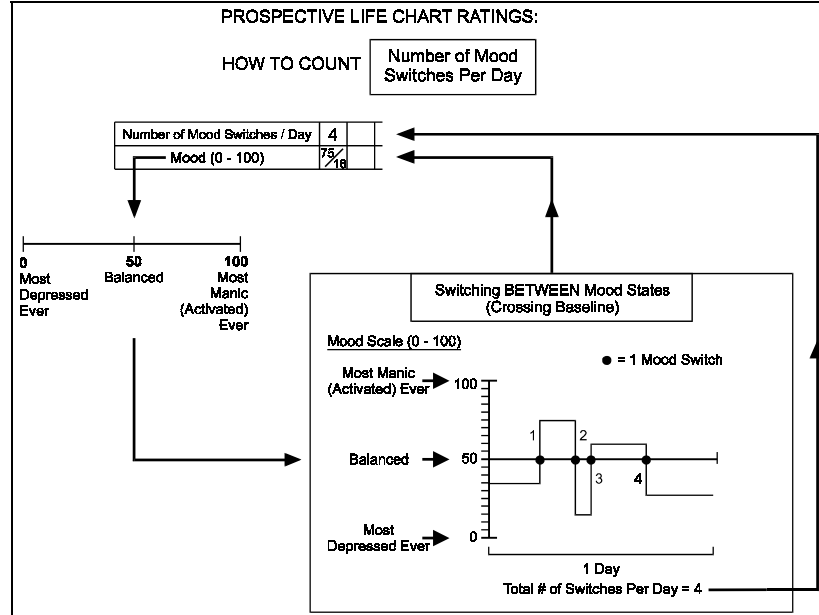 PROSPECTIVE LIFE CHART RATINGS:
HOW TO COUNT
Number of Mood
Switches Per Day
Number of Mood Switches / Day 4
Mood (0 - 100) 75/18
0 50 100
Most
Depressed
Ever
Balanced
Most
Manic
(Activated)
Ever
Switching BETWEEN Mood States
(Crossing Baseline)
Mood Scale (0 - 100)
● = 1 Mood Switch
Most Manic
(Activated) Ever
100
1 2
Balanced
50
3 4
Most
Depressed Ever
0
1 Day
Total # of Switches Per Day = 4